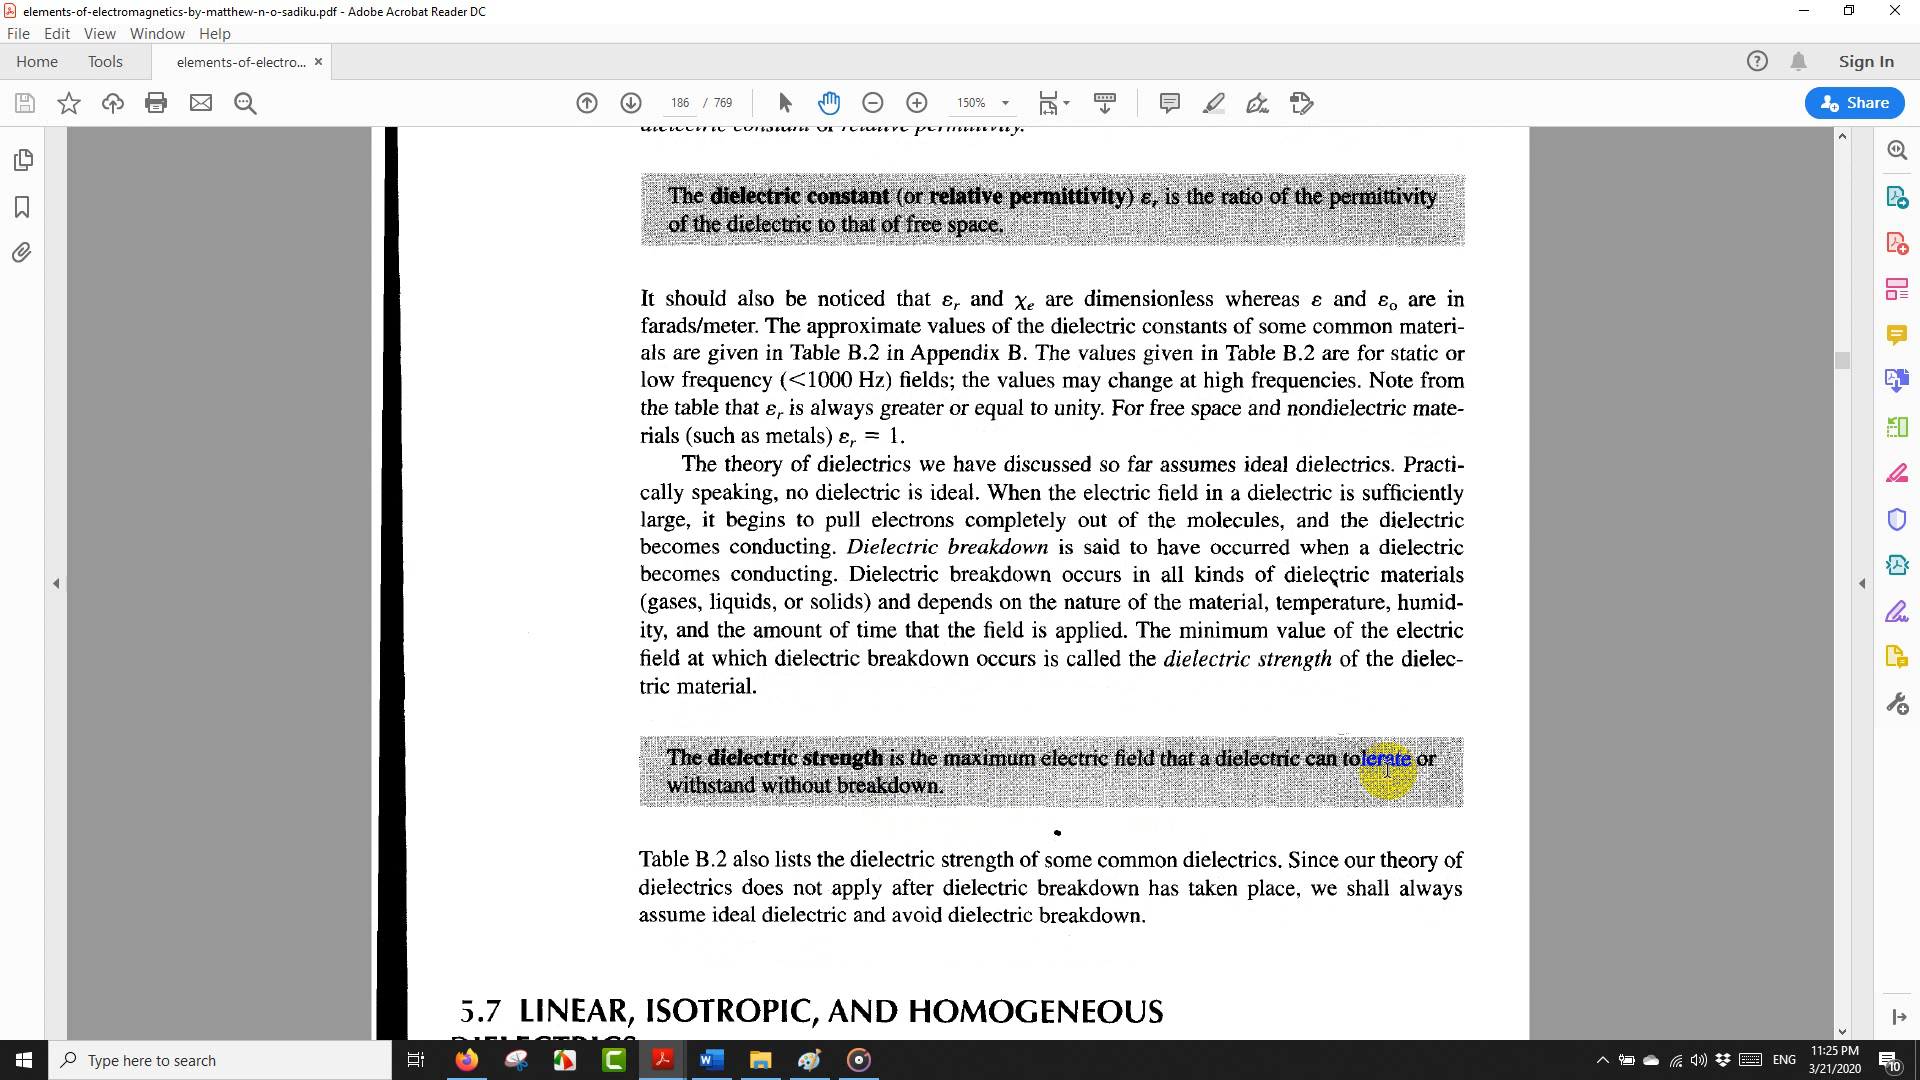 elements-of-electromagnetics-by-matthew-n-o-sadiku.pdf - Adobe Acrobat Reader DC
File Edit View Window Help
Home Tools elements-of-electro... × Sign In
186 / 769 150% Share
dielectric constant or relative permittivity.
The dielectric constant (or relative permittivity) εr is the ratio of the permittivity
of the dielectric to that of free space.
It should also be noticed that εr and χe are dimensionless whereas ε and εo are in
farads/meter. The approximate values of the dielectric constants of some common materi-
als are given in Table B.2 in Appendix B. The values given in Table B.2 are for static or
low frequency (<1000 Hz) fields; the values may change at high frequencies. Note from
the table that εr is always greater or equal to unity. For free space and nondielectric mate-
rials (such as metals) εr = 1.
The theory of dielectrics we have discussed so far assumes ideal dielectrics. Practi-
cally speaking, no dielectric is ideal. When the electric field in a dielectric is sufficiently
large, it begins to pull electrons completely out of the molecules, and the dielectric
becomes conducting. Dielectric breakdown is said to have occurred when a dielectric
becomes conducting. Dielectric breakdown occurs in all kinds of dielectric materials
(gases, liquids, or solids) and depends on the nature of the material, temperature, humid-
ity, and the amount of time that the field is applied. The minimum value of the electric
field at which dielectric breakdown occurs is called the dielectric strength of the dielec-
tric material.
The dielectric strength is the maximum electric field that a dielectric can tolerate or
withstand without breakdown.
Table B.2 also lists the dielectric strength of some common dielectrics. Since our theory of
dielectrics does not apply after dielectric breakdown has taken place, we shall always
assume ideal dielectric and avoid dielectric breakdown.
5.7 LINEAR, ISOTROPIC, AND HOMOGENEOUS
DIELECTRICS
Type here to search
ENG
11:25 PM
3/21/2020
10